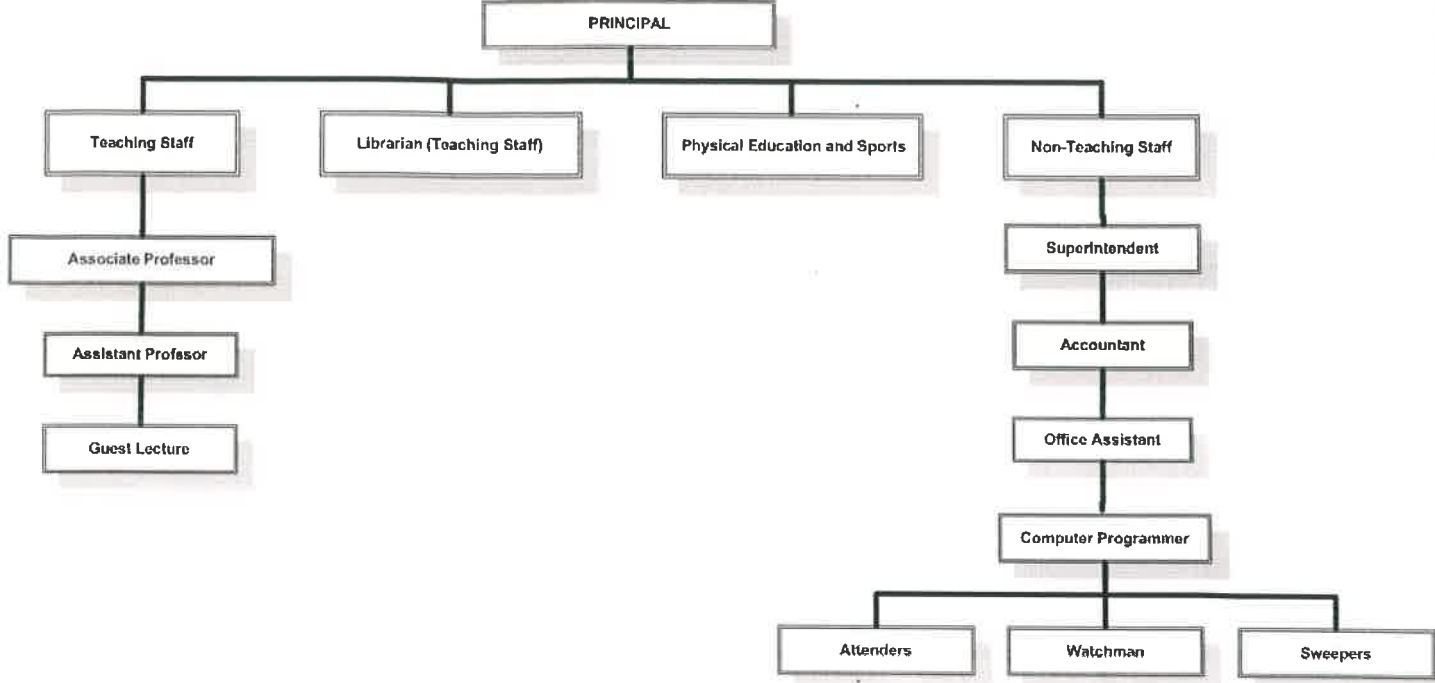 PRINCIPAL
Teaching Staff
Librarian (Teaching Staff)
Physical Education and Sports
Non-Teaching Staff
Associate Professor
Superintendent
Assistant Profssor
Accountant
Guest Lecture
Office Assistant
Computer Programmer
Attenders
Watchman
Sweepers